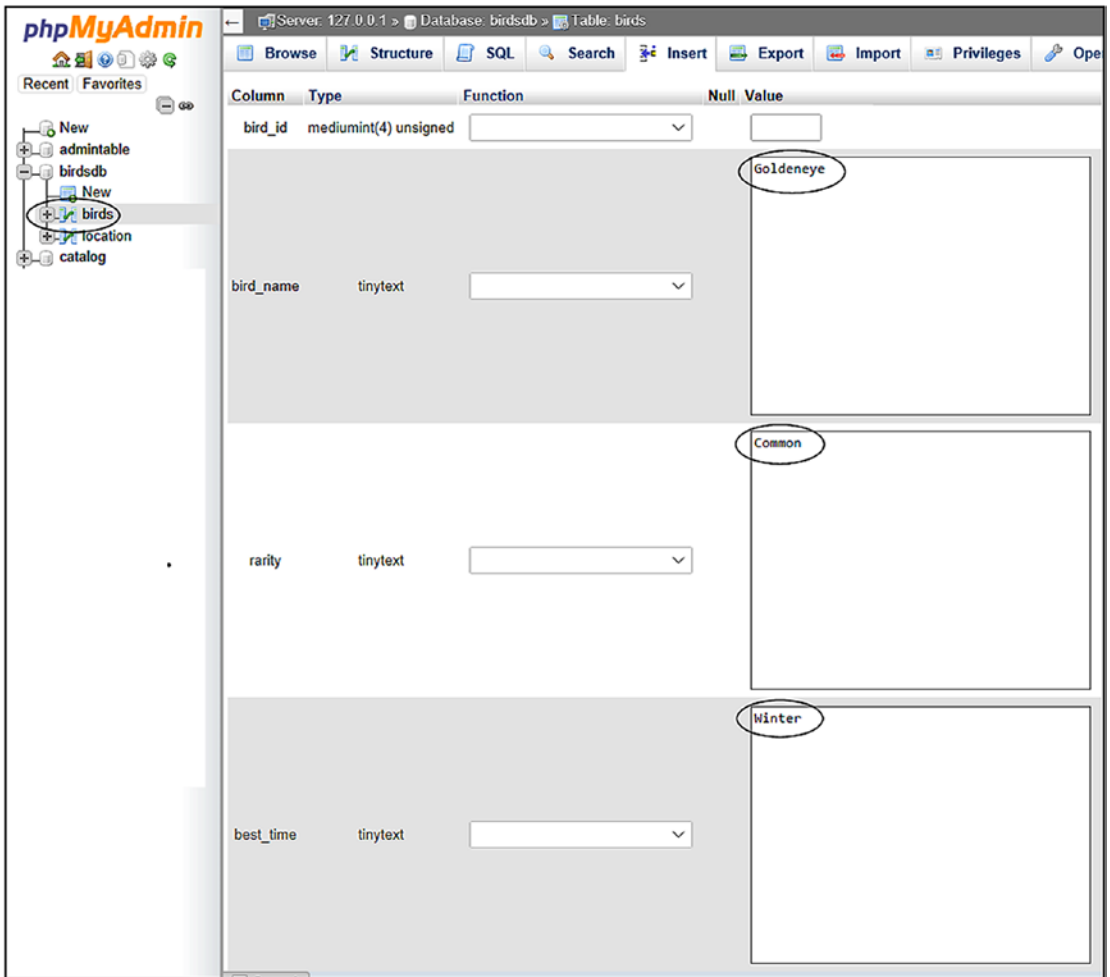 phpMyAdmin
Recent Favorites
New
admintable
birdsdb
New
birds
location
catalog
Server: 127.0.0.1 » Database: birdsdb » Table: birds
Browse Structure SQL Search Insert Export Import Privileges Ope
Column Type Function Null Value
bird_id mediumint(4) unsigned
Goldeneye
bird_name tinytext
Common
rarity tinytext
Winter
best_time tinytext